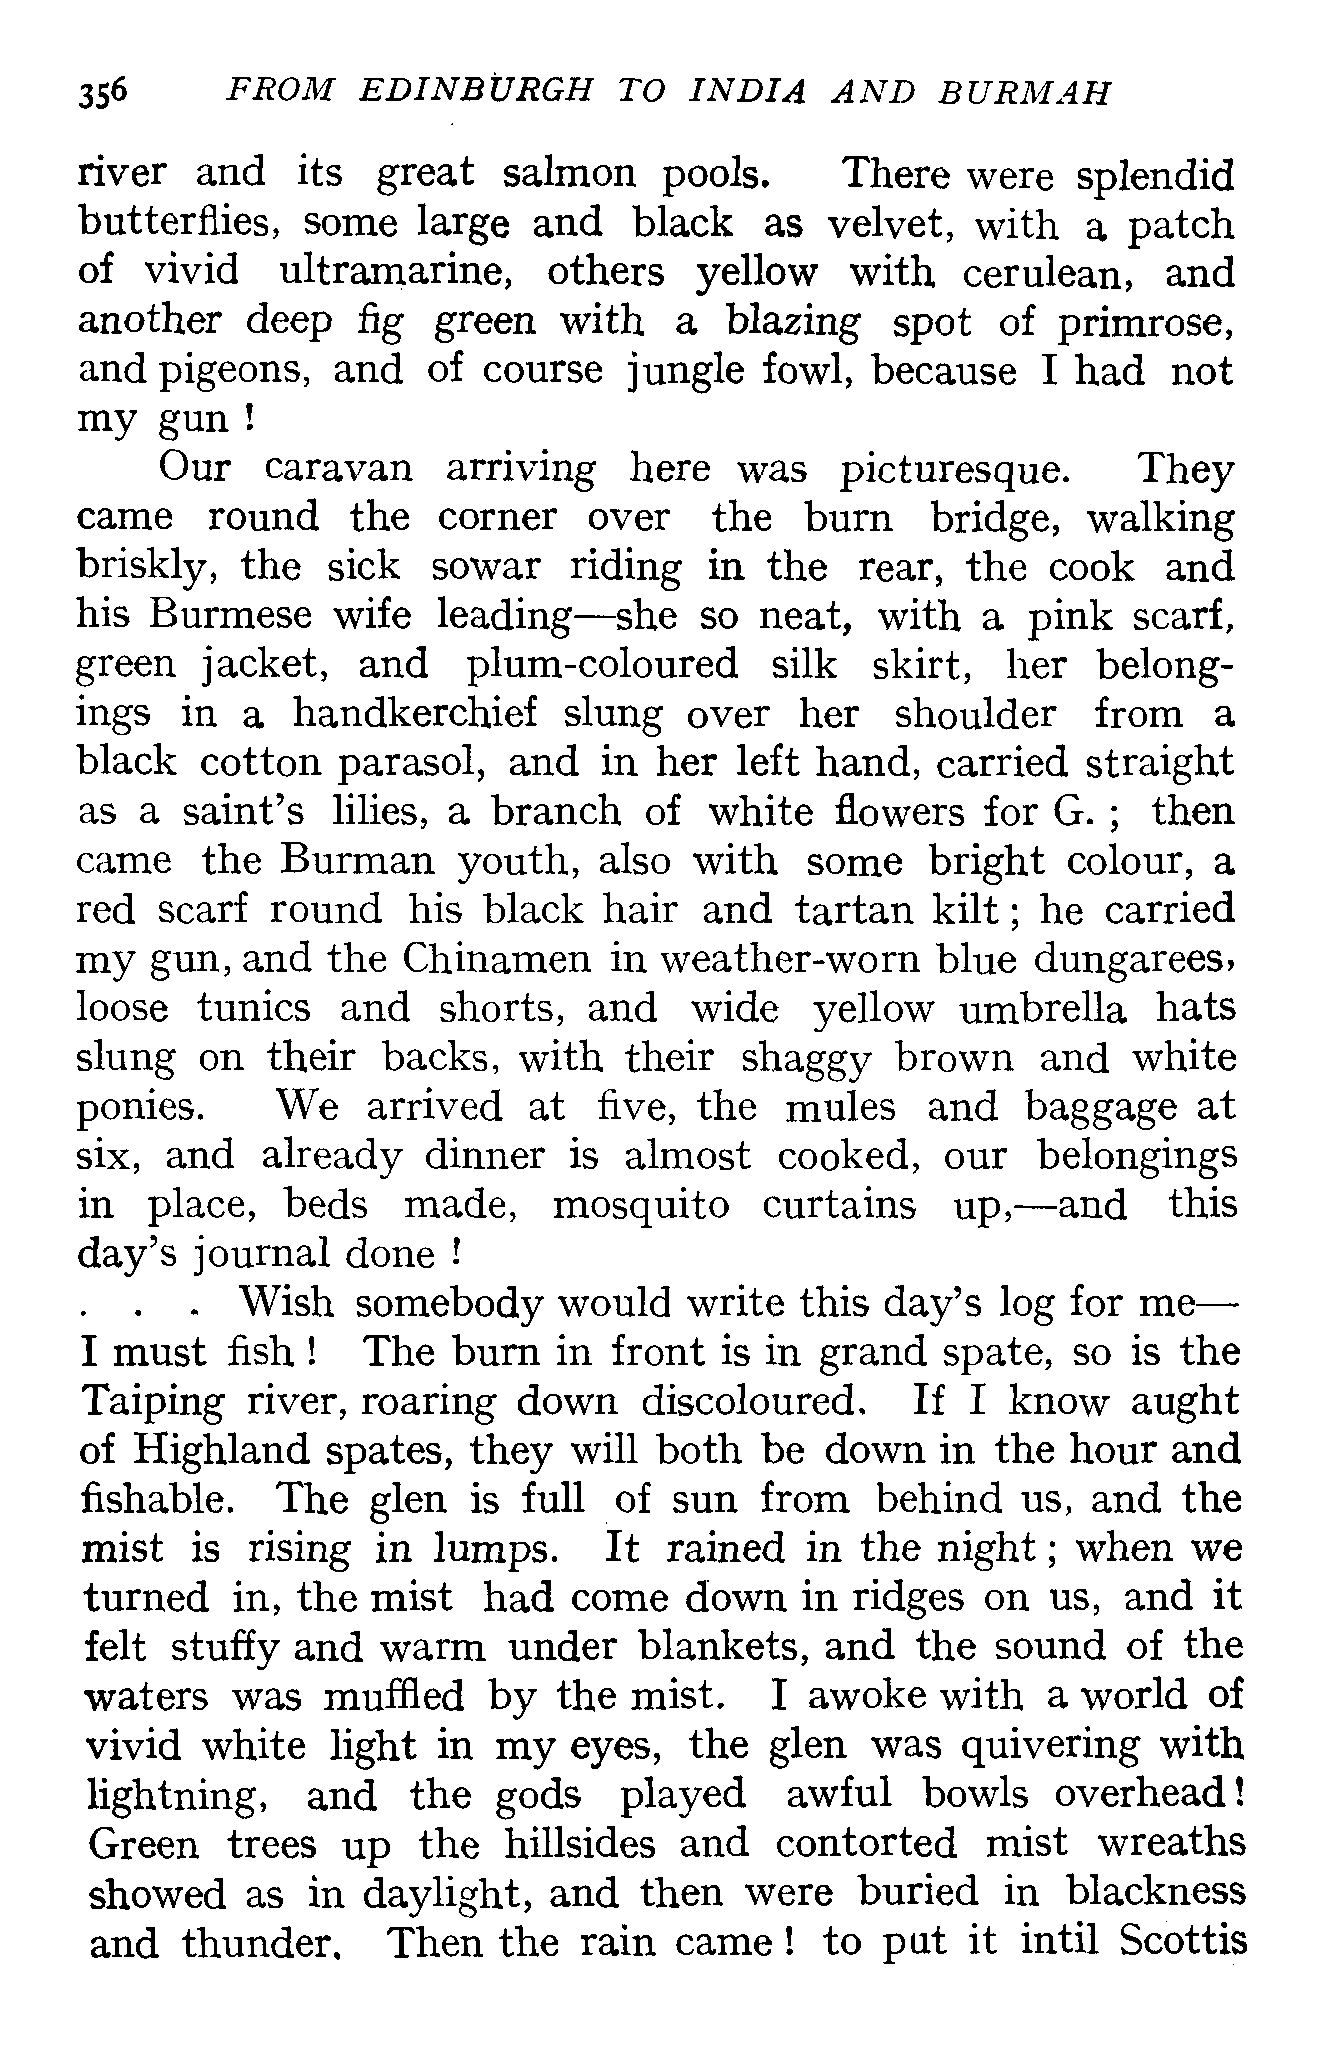 356 FROM EDINBURGH TO INDIA AND BURMAH
river and its great salmon pools. There were splendid
butterflies, some large and black as velvet, with a patch
of vivid ultramarine, others yellow with cerulean, and
another deep fig green with a blazing spot of primrose,
and pigeons, and of course jungle fowl, because I had not
my gun !
Our caravan arriving here was picturesque. They
came round the corner over the burn bridge, walking
briskly, the sick sowar riding in the rear, the cook and
his Burmese wife leading—she so neat, with a pink scarf,
green jacket, and plum-coloured silk skirt, her belong-
ings in a handkerchief slung over her shoulder from a
black cotton parasol, and in her left hand, carried straight
as a saint's lilies, a branch of white flowers for G. ; then
came the Burman youth, also with some bright colour, a
red scarf round his black hair and tartan kilt ; he carried
my gun, and the Chinamen in weather-worn blue dungarees,
loose tunics and shorts, and wide yellow umbrella hats
slung on their backs, with their shaggy brown and white
ponies. We arrived at five, the mules and baggage at
six, and already dinner is almost cooked, our belongings
in place, beds made, mosquito curtains up,—and this
day's journal done !
. . . Wish somebody would write this day's log for me—
I must fish ! The burn in front is in grand spate, so is the
Taiping river, roaring down discoloured. If I know aught
of Highland spates, they will both be down in the hour and
fishable. The glen is full of sun from behind us, and the
mist is rising in lumps. It rained in the night ; when we
turned in, the mist had come down in ridges on us, and it
felt stuffy and warm under blankets, and the sound of the
waters was muffled by the mist. I awoke with a world of
vivid white light in my eyes, the glen was quivering with
lightning, and the gods played awful bowls overhead !
Green trees up the hillsides and contorted mist wreaths
showed as in daylight, and then were buried in blackness
and thunder. Then the rain came ! to put it intil Scottis